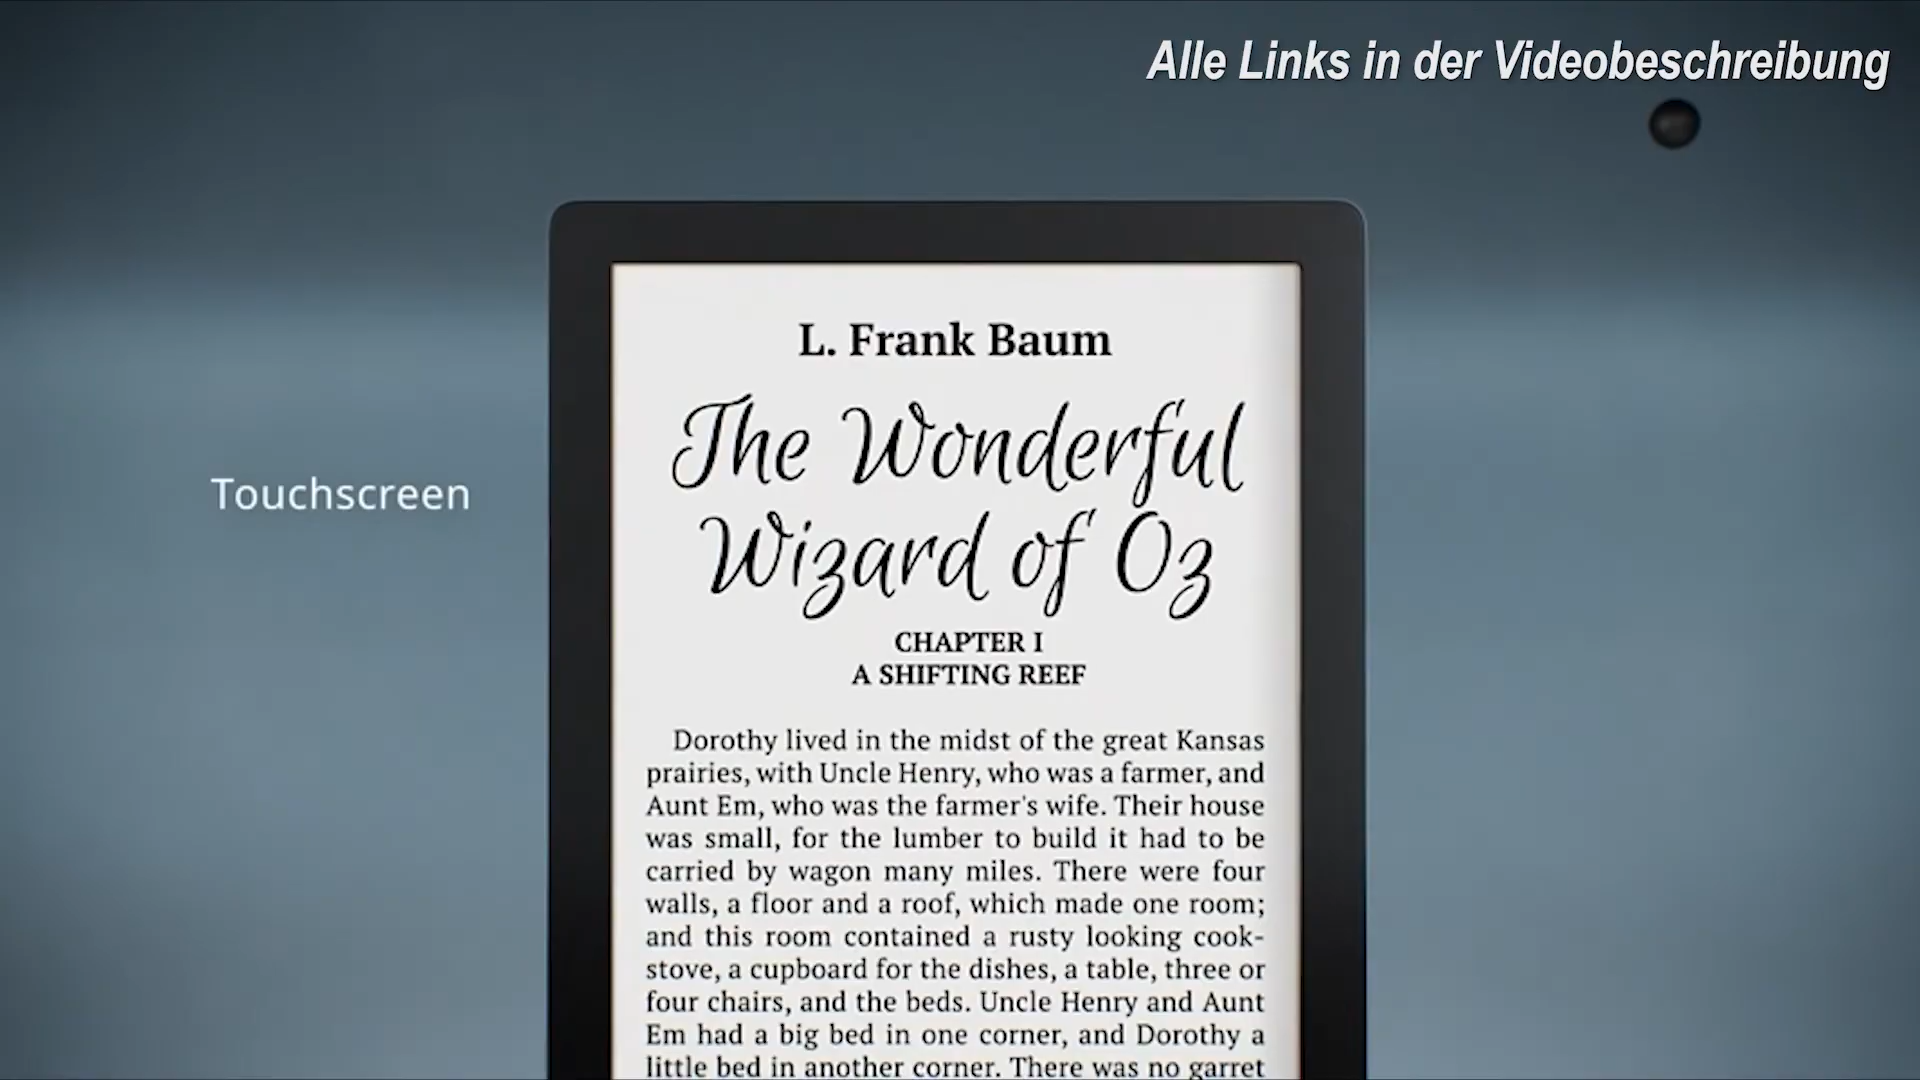 Alle Links in der Videobeschreibung
Touchscreen
L. Frank Baum
The Wonderful
Wizard of Oz
CHAPTER I
A SHIFTING REEF
Dorothy lived in the midst of the great Kansas
prairies, with Uncle Henry, who was a farmer, and
Aunt Em, who was the farmer's wife. Their house
was small, for the lumber to build it had to be
carried by wagon many miles. There were four
walls, a floor and a roof, which made one room;
and this room contained a rusty looking cook-
stove, a cupboard for the dishes, a table, three or
four chairs, and the beds. Uncle Henry and Aunt
Em had a big bed in one corner, and Dorothy a
little bed in another corner. There was no garret